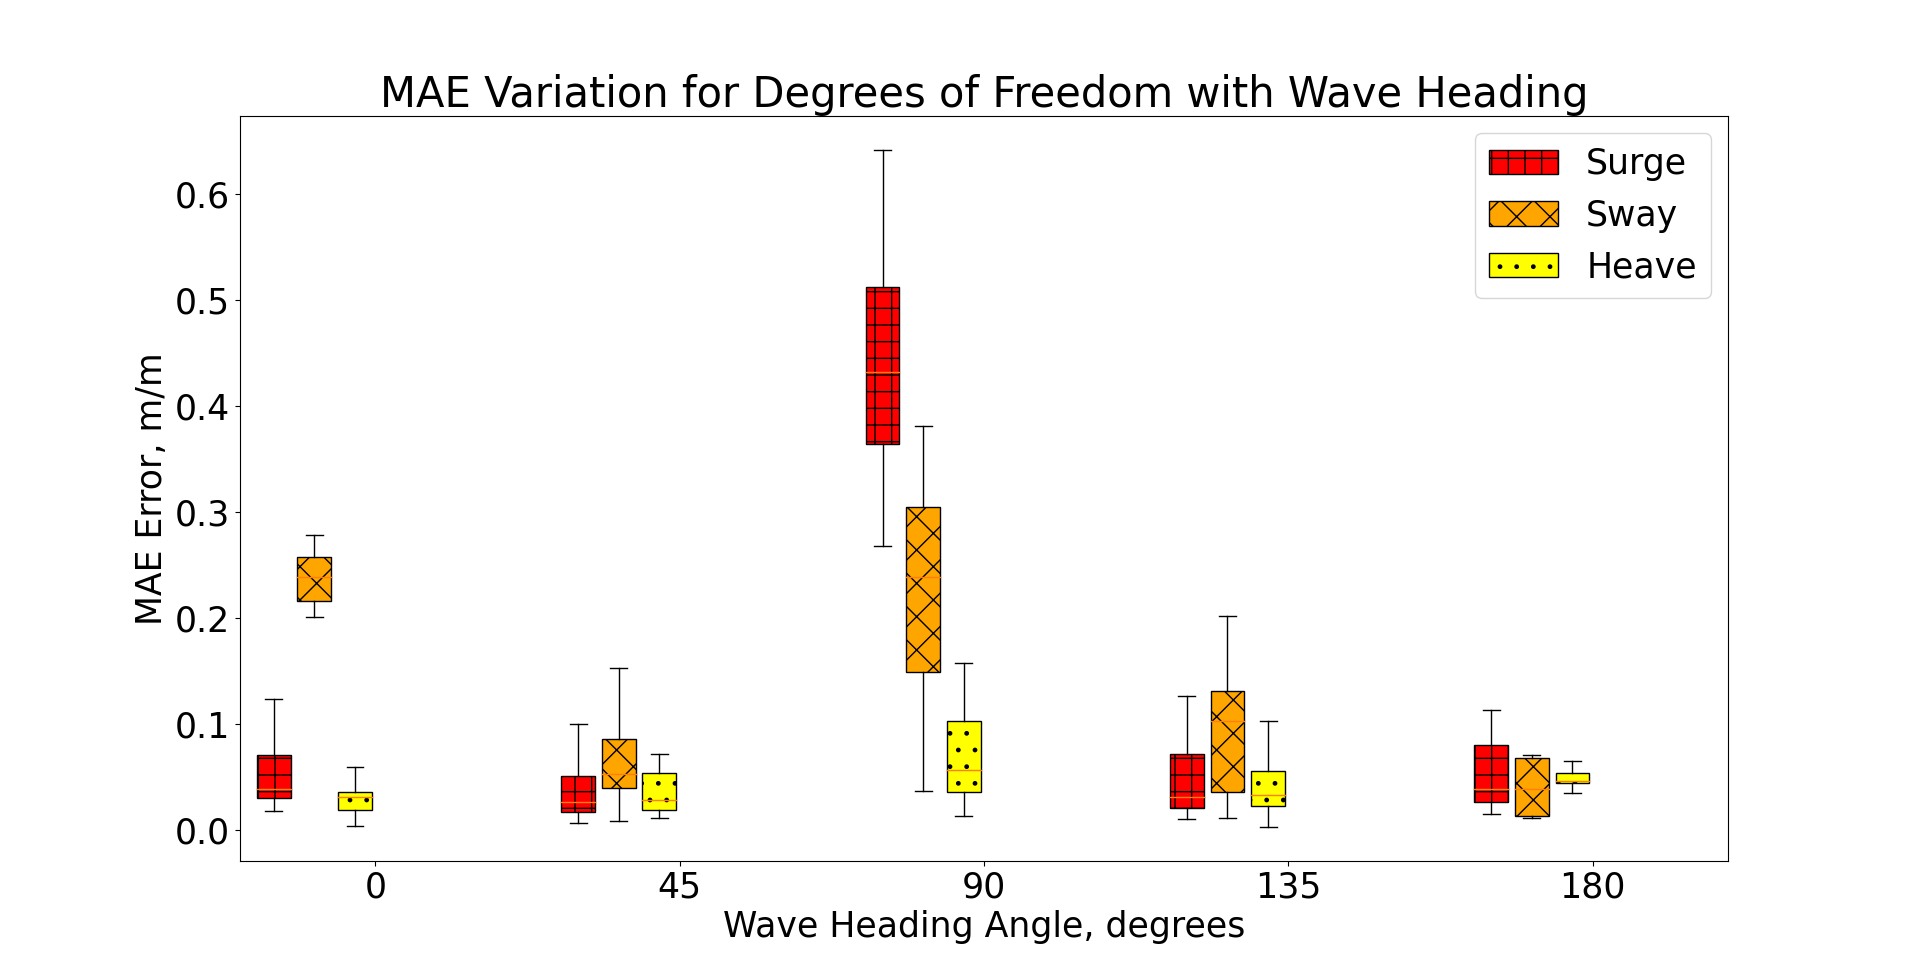 MAE Variation for Degrees of Freedom with Wave Heading
Surge
Sway
Heave
MAE Error, m/m
0.6
0.5
0.4
0.3
0.2
0.1
0.0
0 45 90 135 180
Wave Heading Angle, degrees